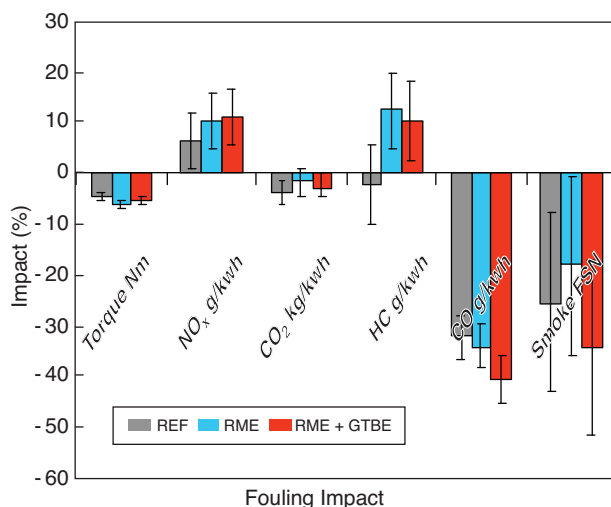 30
20
10
0
-10
-20
-30
-40
-50
-60
Impact (%)
Torque Nm
NOx g/kwh
CO2 kg/kwh
HC g/kwh
CO g/kwh
Smoke FSN
REF RME RME + GTBE
Fouling Impact